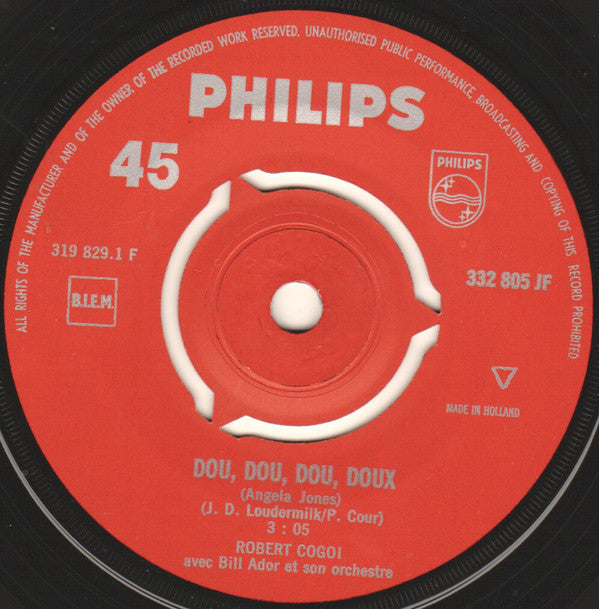 ALL RIGHTS OF THE MANUFACTURER AND OF THE OWNER OF THE RECORDED WORK RESERVED. UNAUTHORISED PUBLIC PERFORMANCE, BROADCASTING AND COPYING OF THIS RECORD PROHIBITED
PHILIPS
45
PHILIPS
319 829.1 F
332 805 JF
B.I.E.M.
MADE IN HOLLAND
DOU, DOU, DOU, DOUX
(Angela Jones)
(J. D. Loudermilk/P. Cour)
3 : 05
ROBERT COGOI
avec Bill Ador et son orchestre